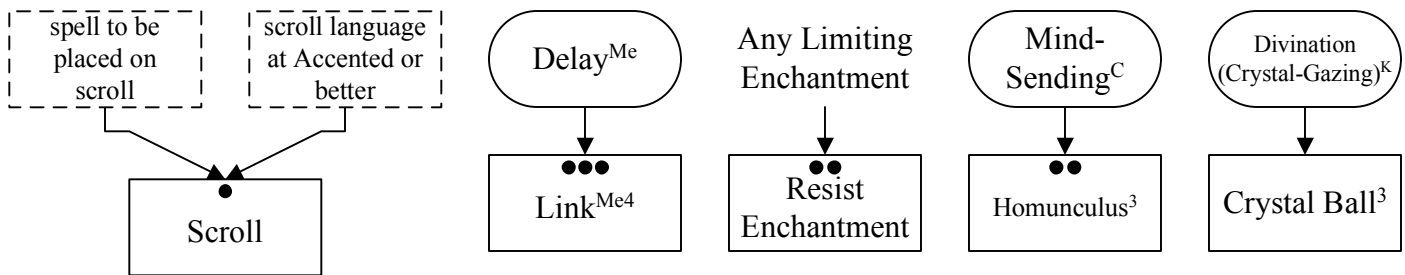 spell to be
placed on
scroll
scroll language
at Accented or
better
Scroll
Delay^Me
Link^Me4
Any Limiting
Enchantment
Resist
Enchantment
Mind-
Sending^C
Homunculus^3
Divination
(Crystal-Gazing)^K
Crystal Ball^3